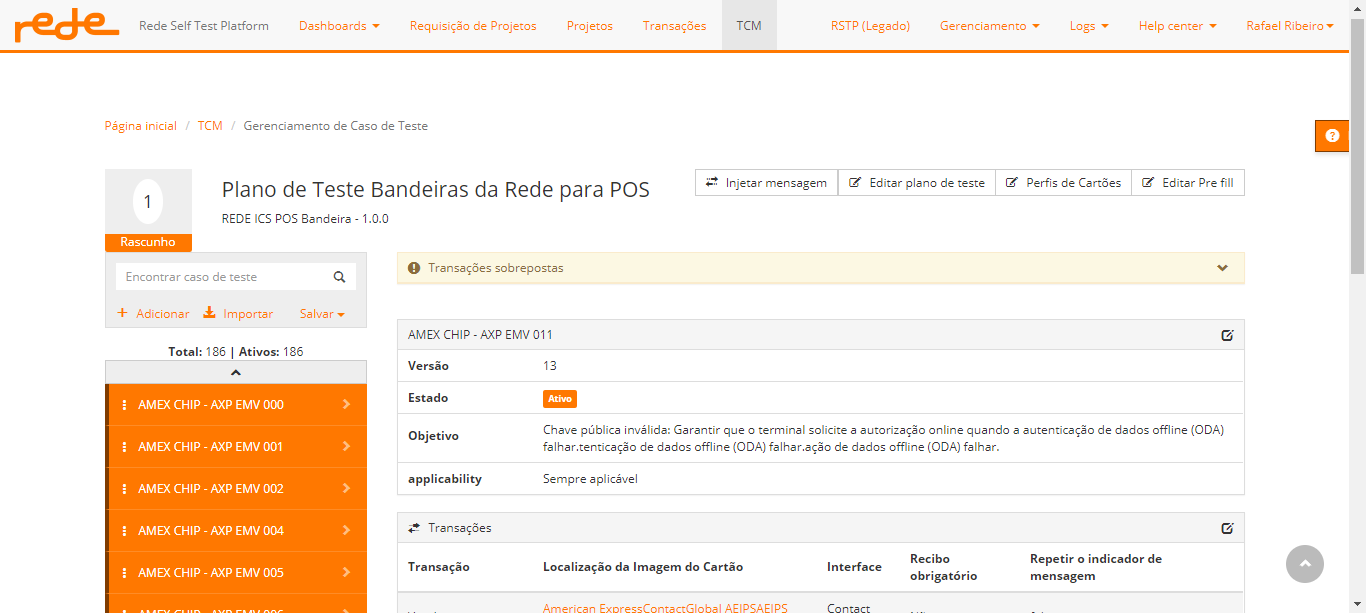 rede Rede Self Test Platform Dashboards Requisição de Projetos Projetos Transações TCM RSTP (Legado) Gerenciamento Logs Help center Rafael Ribeiro
Página inicial / TCM / Gerenciamento de Caso de Teste
1
Rascunho
Plano de Teste Bandeiras da Rede para POS
REDE ICS POS Bandeira - 1.0.0
Injetar mensagem Editar plano de teste Perfis de Cartões Editar Pre fill
Encontrar caso de teste
+ Adicionar Importar Salvar
Total: 186 | Ativos: 186
AMEX CHIP - AXP EMV 000
AMEX CHIP - AXP EMV 001
AMEX CHIP - AXP EMV 002
AMEX CHIP - AXP EMV 004
AMEX CHIP - AXP EMV 005
Transações sobrepostas
AMEX CHIP - AXP EMV 011
Versão 13
Estado Ativo
Objetivo Chave pública inválida: Garantir que o terminal solicite a autorização online quando a autenticação de dados offline (ODA)
falhar.tenticação de dados offline (ODA) falhar.ação de dados offline (ODA) falhar.
applicability Sempre aplicável
Transações
Transação Localização da Imagem do Cartão Interface Recibo obrigatório Repetir o indicador de mensagem
American ExpressContactGlobal AEIPSAEIPS Contact